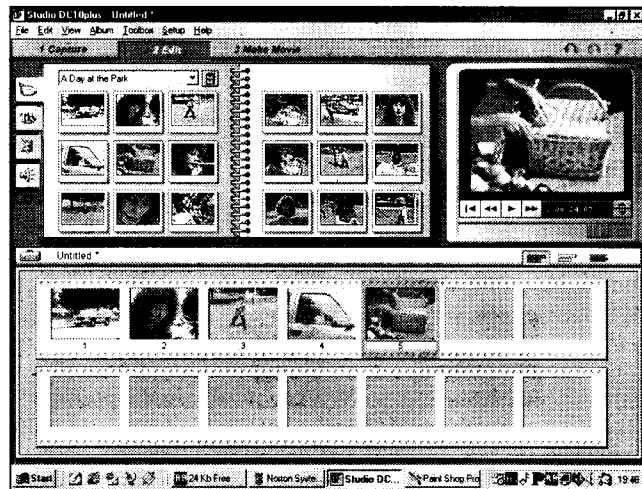 Studio DC10plus - Untitled *
File Edit View Album Toolbox Setup Help
1 Capture 2 Edit 3 Make Movie ?
A Day at the Park
Untitled *
1 2 3 4 5
Start 24 Kb Free Norton Syste... Studio DC... Paint Shop Pro